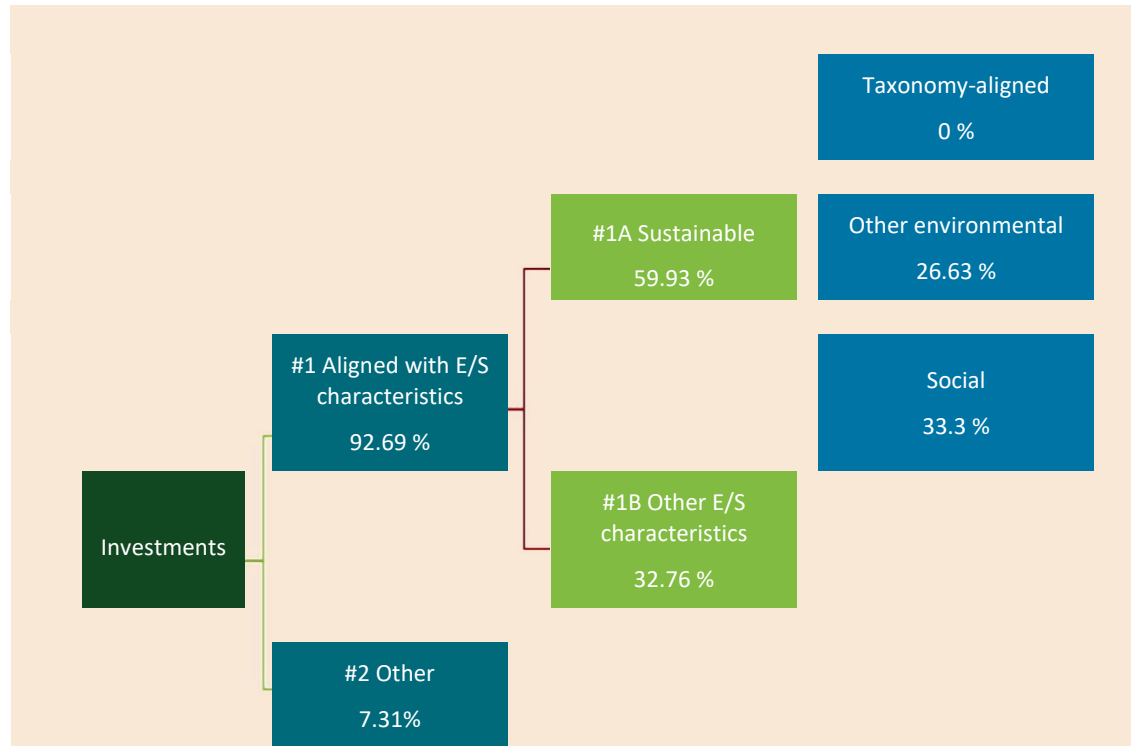 Taxonomy-aligned
0 %
#1A Sustainable
59.93 %
Other environmental
26.63 %
#1 Aligned with E/S
characteristics
92.69 %
Social
33.3 %
Investments
#1B Other E/S
characteristics
32.76 %
#2 Other
7.31%